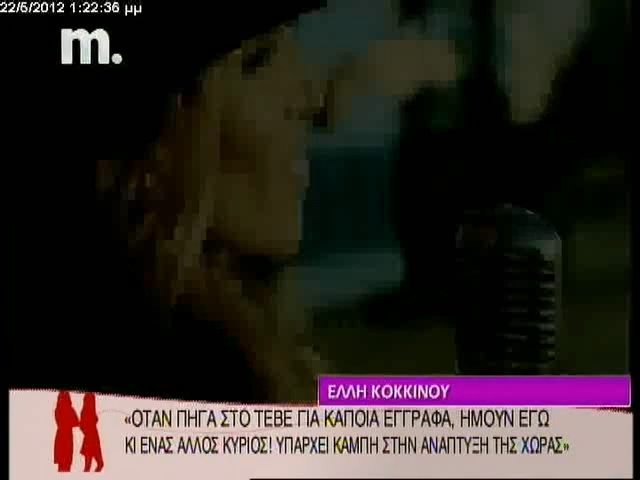 22/5/2012 1:22:36 μμ
m.
ΕΛΛΗ ΚΟΚΚΙΝΟΥ
«ΟΤΑΝ ΠΗΓΑ ΣΤΟ ΤΕΒΕ ΓΙΑ ΚΑΠΟΙΑ ΕΓΓΡΑΦΑ, ΗΜΟΥΝ ΕΓΩ
ΚΙ ΕΝΑΣ ΑΛΛΟΣ ΚΥΡΙΟΣ! ΥΠΑΡΧΕΙ ΚΑΜΠΗ ΣΤΗΝ ΑΝΑΠΤΥΞΗ ΤΗΣ ΧΩΡΑΣ»